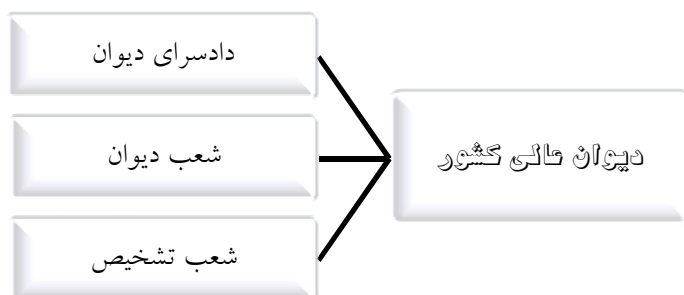 دیوان عالی کشور
دادسرای دیوان
شعب دیوان
شعب تشخیص